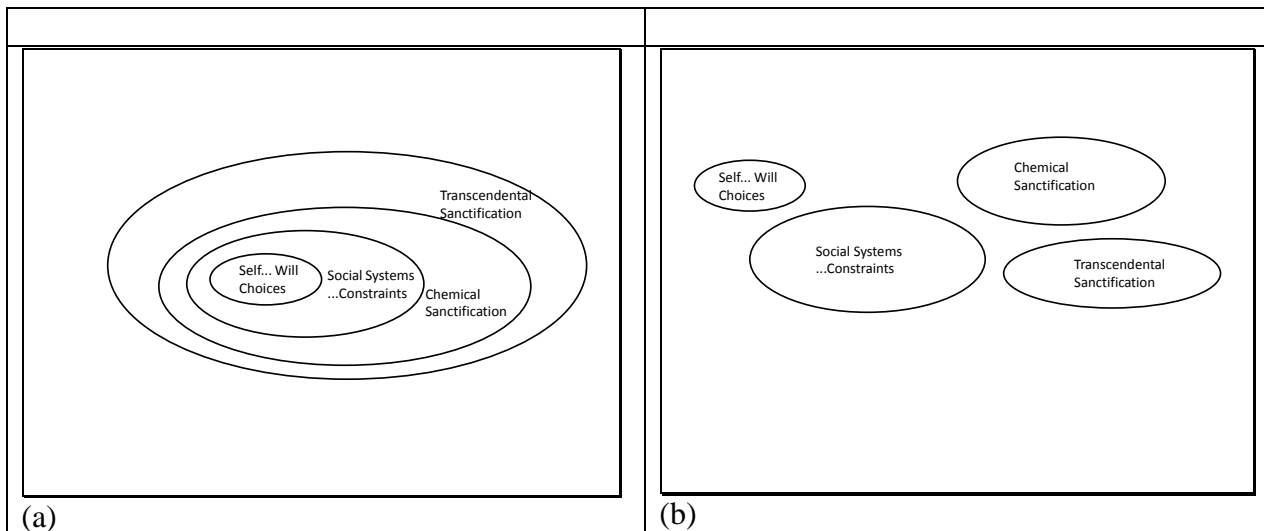 Transcendental
Sanctification
Self... Will
Choices
Social Systems
...Constraints
Chemical
Sanctification
(a)
Self... Will
Choices
Chemical
Sanctification
Social Systems
...Constraints
Transcendental
Sanctification
(b)